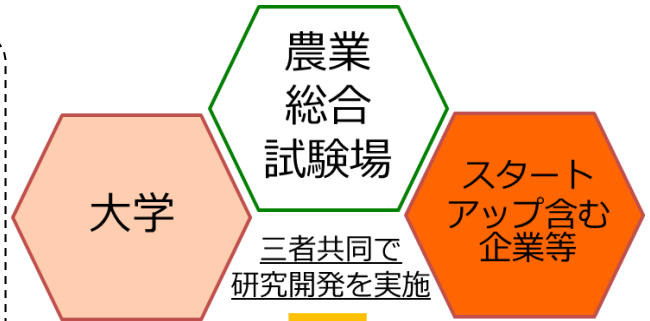 農業
総合
試験場
大学
スタート
アップ含む
企業等
三者共同で
研究開発を実施